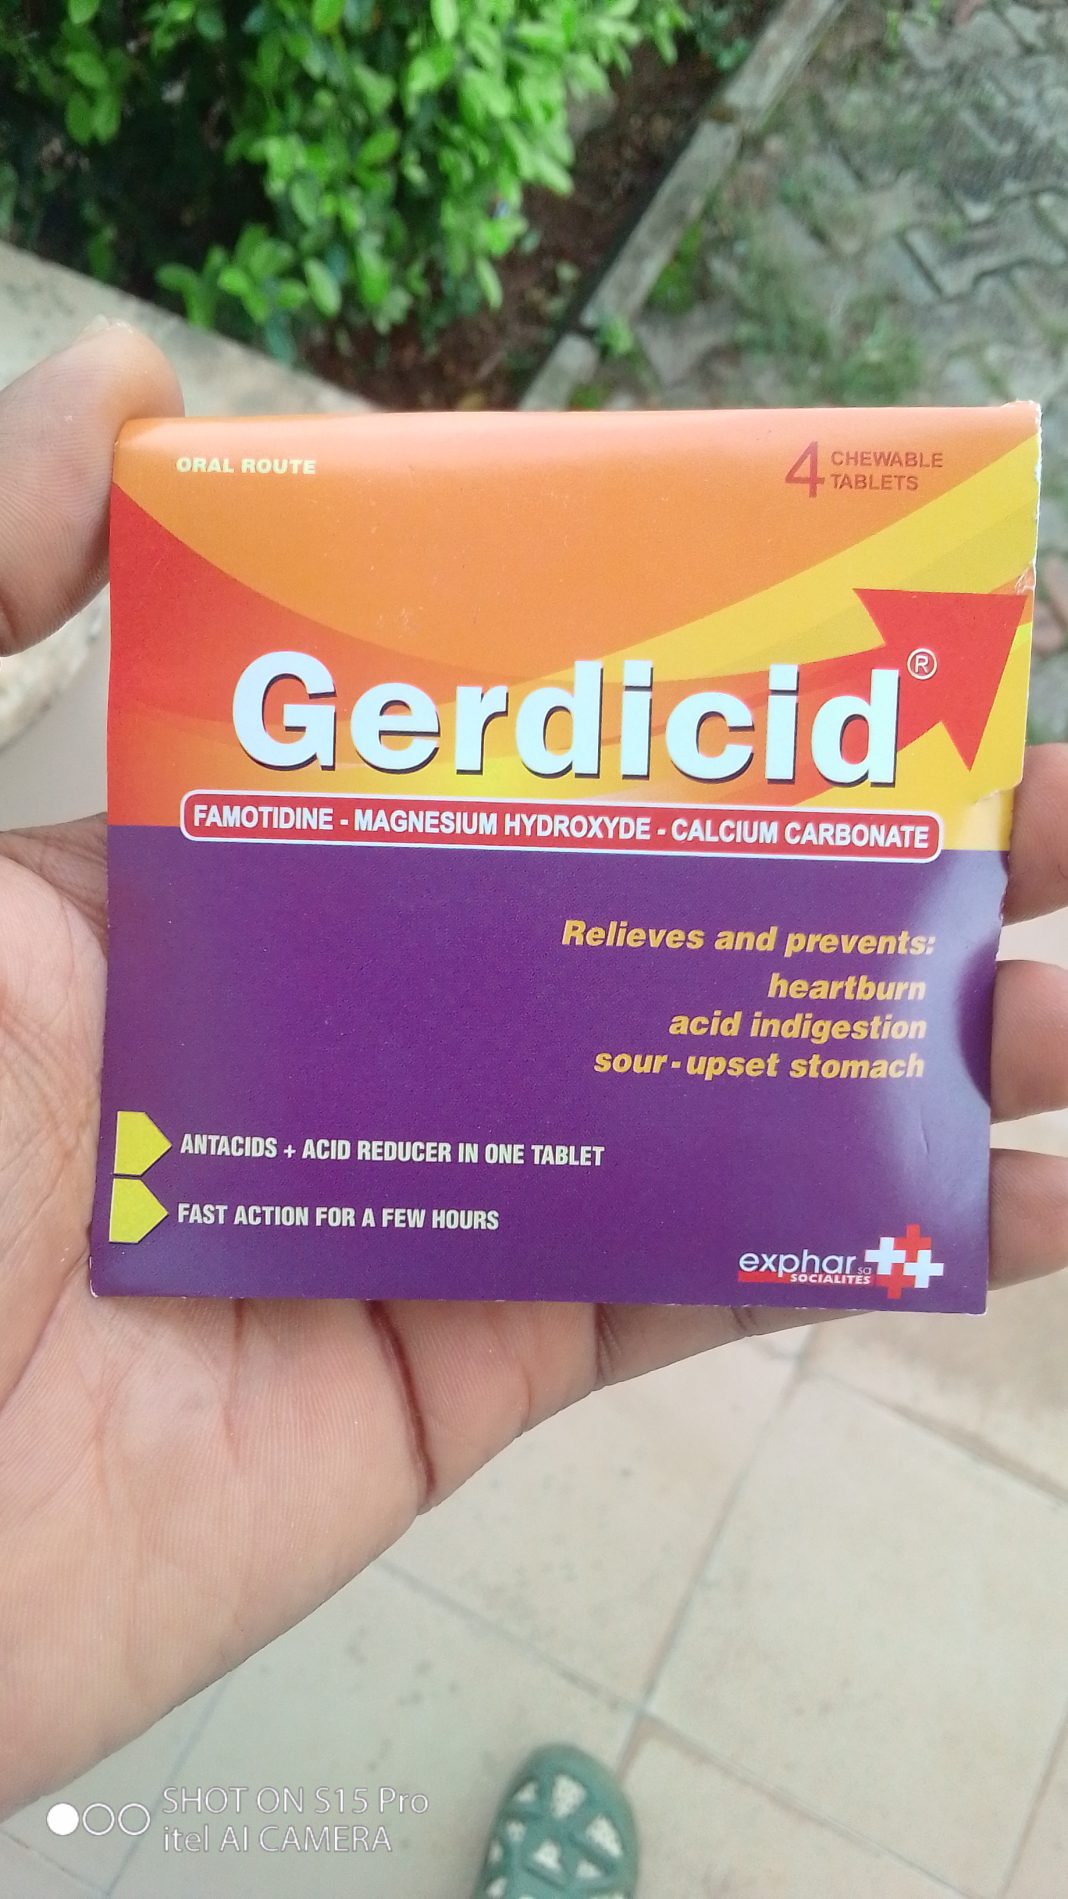 ORAL ROUTE
4 CHEWABLE
TABLETS
Gerdicid®
FAMOTIDINE - MAGNESIUM HYDROXYDE - CALCIUM CARBONATE
Relieves and prevents:
heartburn
acid indigestion
sour-upset stomach
ANTACIDS + ACID REDUCER IN ONE TABLET
FAST ACTION FOR A FEW HOURS
exphar sa
SOCIALITES
SHOT ON S15 Pro
itel AI CAMERA